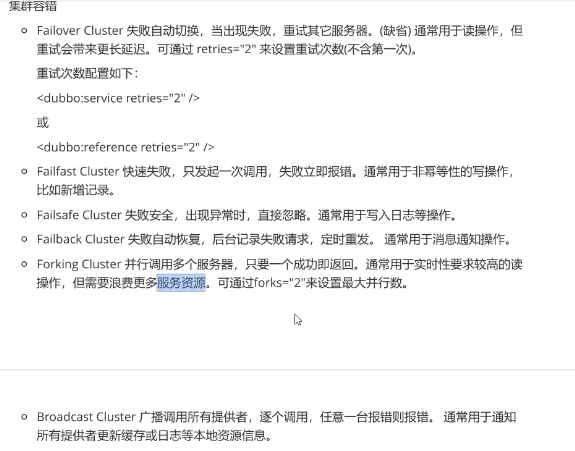 集群容错
Failover Cluster 失败自动切换，当出现失败，重试其它服务器。(缺省) 通常用于读操作，但
重试会带来更长延迟。可通过 retries="2" 来设置重试次数(不含第一次)。
重试次数配置如下：
<dubbo:service retries="2" />
或
<dubbo:reference retries="2" />
Failfast Cluster 快速失败，只发起一次调用，失败立即报错。通常用于非幂等性的写操作，
比如新增记录。
Failsafe Cluster 失败安全，出现异常时，直接忽略。通常用于写入日志等操作。
Failback Cluster 失败自动恢复，后台记录失败请求，定时重发。 通常用于消息通知操作。
Forking Cluster 并行调用多个服务器，只要一个成功即返回。通常用于实时性要求较高的读
操作，但需要浪费更多服务资源。可通过forks="2"来设置最大并行数。
Broadcast Cluster 广播调用所有提供者，逐个调用，任意一台报错则报错。 通常用于通知
所有提供者更新缓存或日志等本地资源信息。